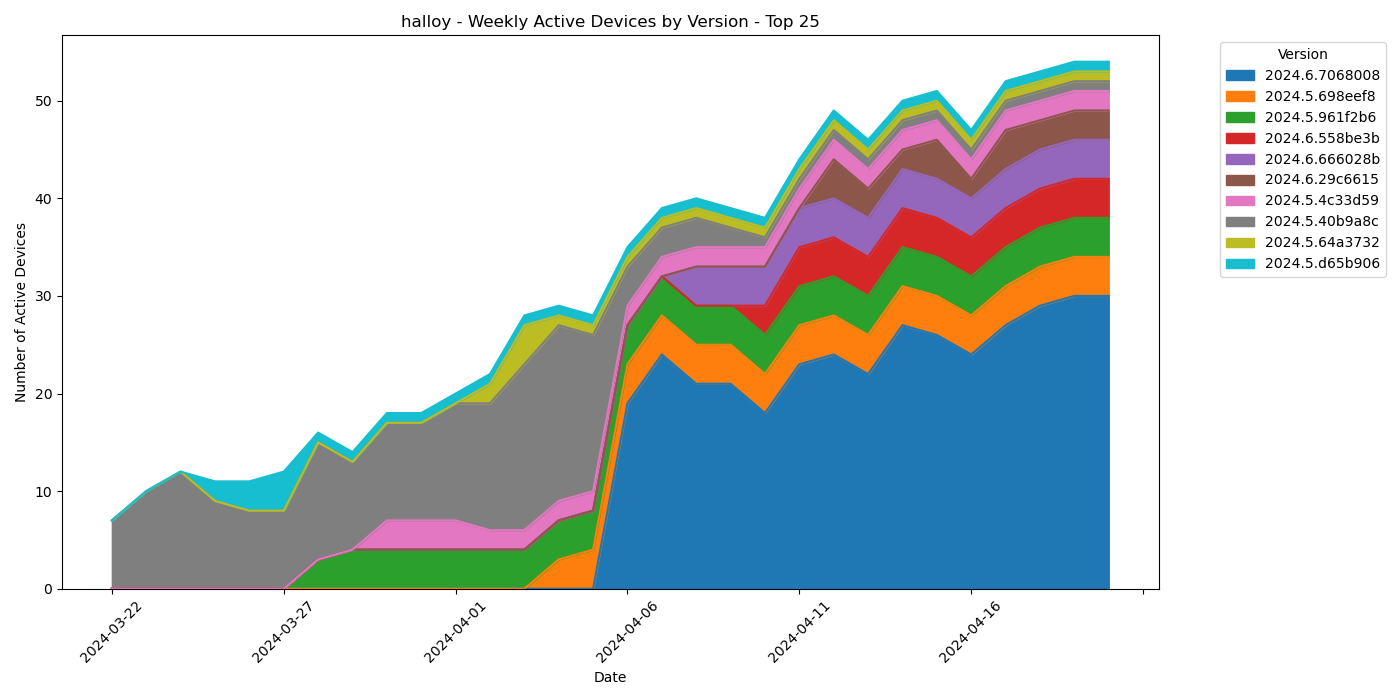 halloy - Weekly Active Devices by Version - Top 25
Number of Active Devices
50
40
30
20
10
0
2024-03-22
2024-03-27
2024-04-01
2024-04-06
2024-04-11
2024-04-16
Date
Version
2024.6.7068008
2024.5.698eef8
2024.5.961f2b6
2024.6.558be3b
2024.6.666028b
2024.6.29c6615
2024.5.4c33d59
2024.5.40b9a8c
2024.5.64a3732
2024.5.d65b906